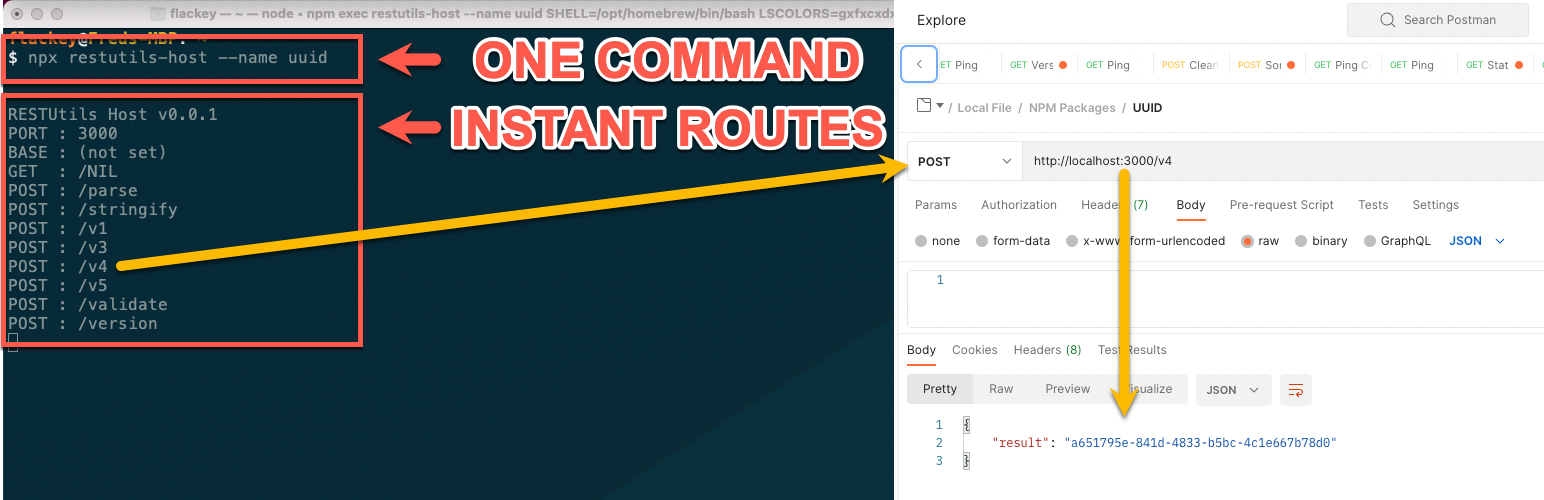 flackey — ~ — node ◂ npm exec restutils-host --name uuid SHELL=/opt/homebrew/bin/bash LSCOLORS=gxfxcxdx
flackey@Freds-MBP: ~
$ npx restutils-host --name uuid
ONE COMMAND
RESTUtils Host v0.0.1
PORT : 3000
BASE : (not set)
GET  : /NIL
POST : /parse
POST : /stringify
POST : /v1
POST : /v3
POST : /v4
POST : /v5
POST : /validate
POST : /version
INSTANT ROUTES
Explore
Search Postman
ET Ping GET Vers GET Ping POST Clean POST Sor GET Ping C GET Ping GET Stat
/ Local File / NPM Packages / UUID
POST http://localhost:3000/v4
Params Authorization Headers (7) Body Pre-request Script Tests Settings
none form-data x-www-form-urlencoded raw binary GraphQL JSON
1
Body Cookies Headers (8) Test Results
Pretty Raw Preview Visualize JSON
1 {
2 "result": "a651795e-841d-4833-b5bc-4c1e667b78d0"
3 }